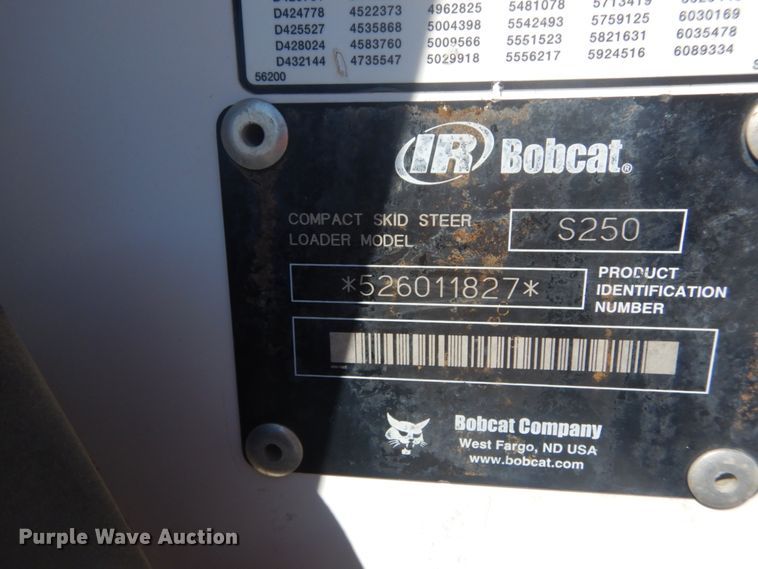 D424778 4522373 4962825 5481078 5713419
D425527 4535868 5004398 5542493 5759125 6030169
D428024 4583760 5009566 5551523 5821631 6035478
D432144 4735547 5029918 5556217 5924516 6089334
56200
IR Bobcat®
COMPACT SKID STEER
LOADER MODEL
S250
*526011827*
PRODUCT
IDENTIFICATION
NUMBER
Bobcat Company
West Fargo, ND USA
www.bobcat.com
Purple Wave Auction